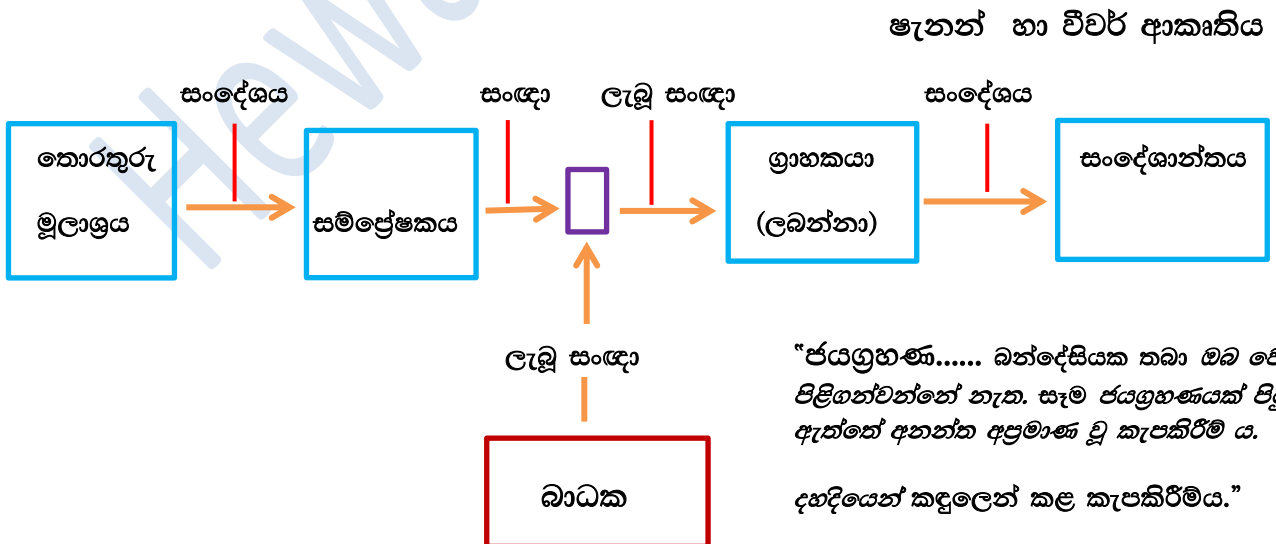 ෂැනන් හා වීවර් ආකෘතිය
සංදේශය සංඥා ලැබූ සංඥා සංදේශය
තොරතුරු
මූලාශ්‍රය
සම්ප්‍රේෂකය
ග්‍රාහකයා
(ලබන්නා)
සංදේශාන්තය
ලැබූ සංඥා
බාධක
“ජයග්‍රහණ...... බන්දේසියක තබා ඔබ
පිළිගන්වන්නේ නැත. සෑම ජයග්‍රහණයක්
ඇත්තේ අනන්ත අප්‍රමාණ වූ කැපකිරීම් ය.
දහදියෙන් කඳුලෙන් කළ කැපකිරීම්ය.”